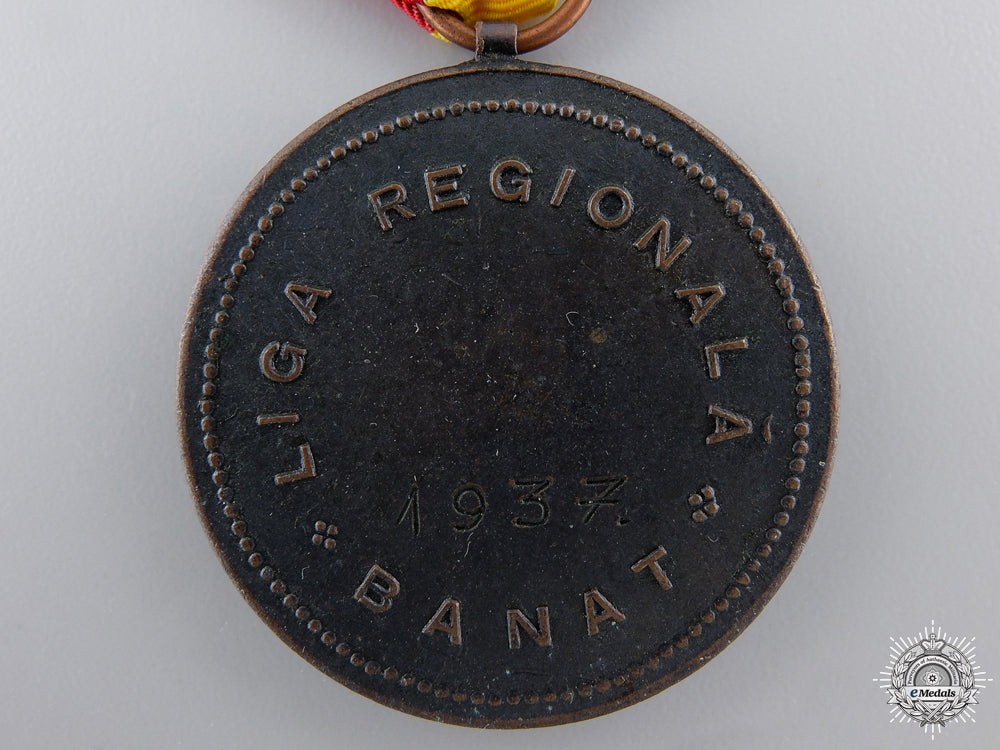 LIGA REGIONALĂ
1937.
BANAT
eMedals